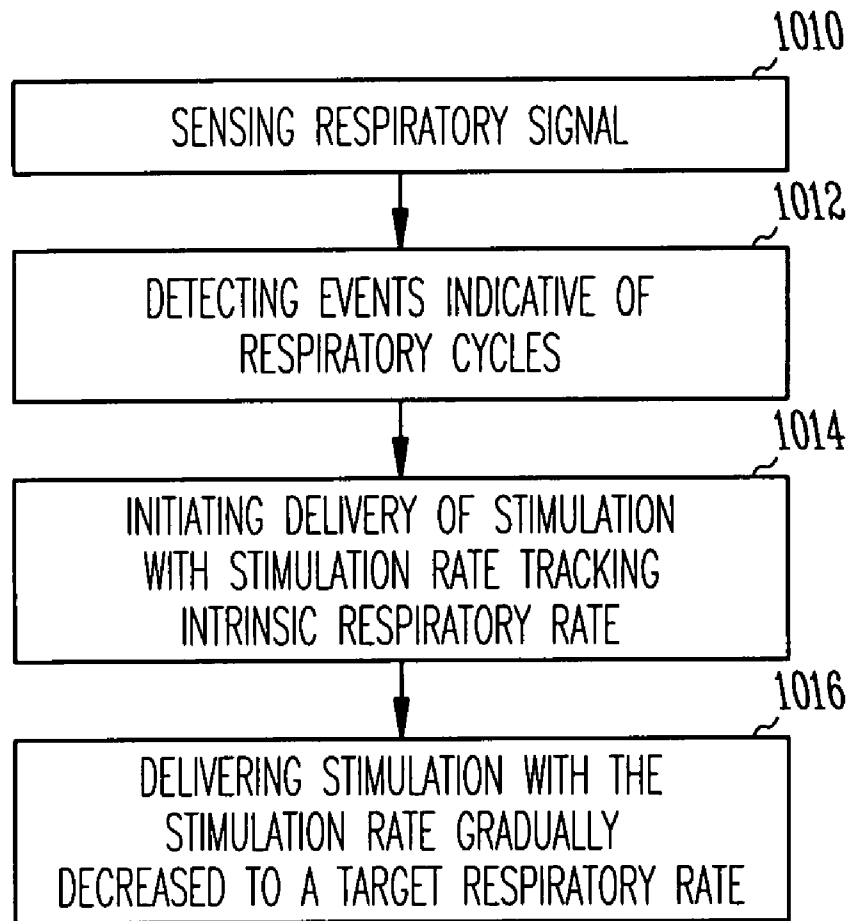 1010
SENSING RESPIRATORY SIGNAL
1012
DETECTING EVENTS INDICATIVE OF
RESPIRATORY CYCLES
1014
INITIATING DELIVERY OF STIMULATION
WITH STIMULATION RATE TRACKING
INTRINSIC RESPIRATORY RATE
1016
DELIVERING STIMULATION WITH THE
STIMULATION RATE GRADUALLY
DECREASED TO A TARGET RESPIRATORY RATE